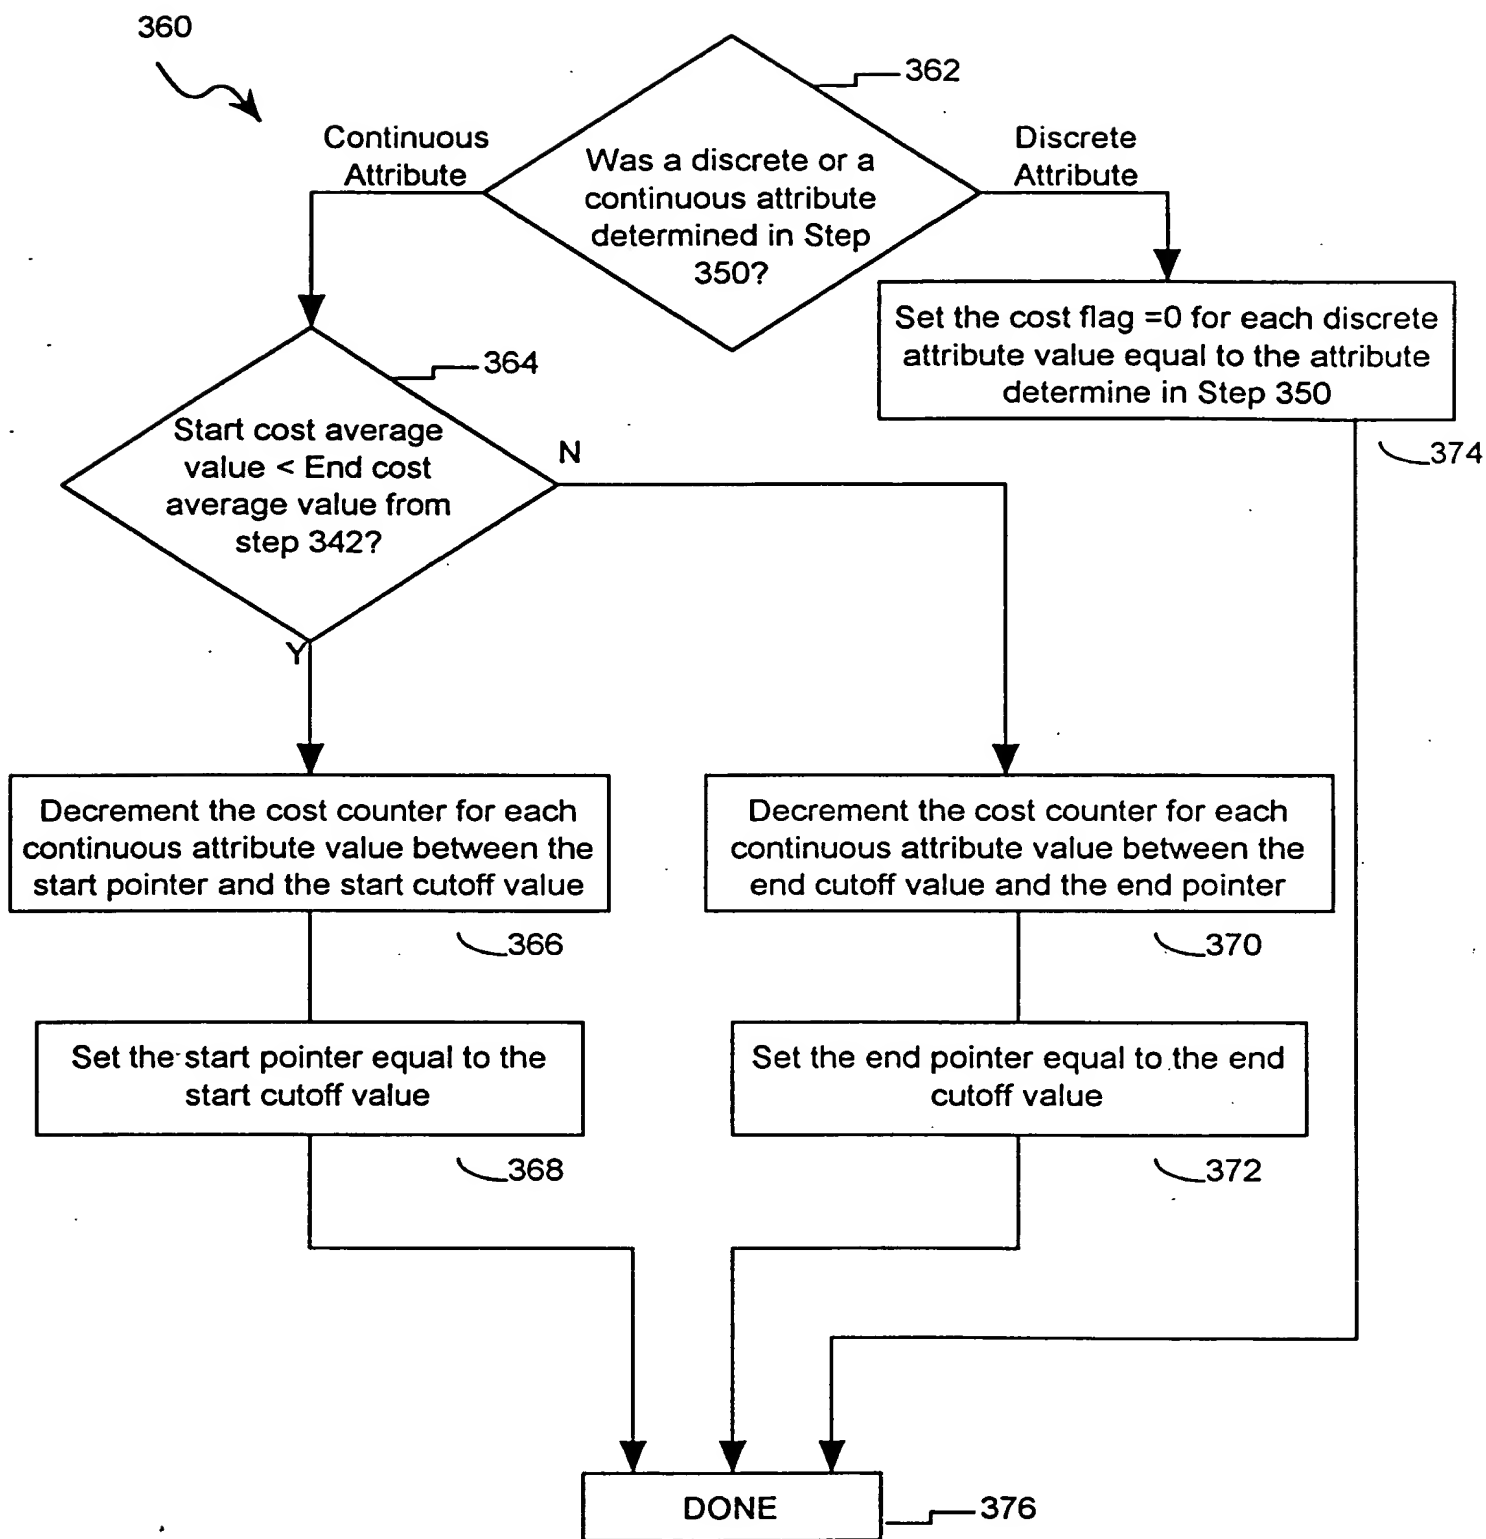 360
362
Continuous
Attribute
Discrete
Attribute
Was a discrete or a
continuous attribute
determined in Step
350?
Set the cost flag =0 for each discrete
attribute value equal to the attribute
determine in Step 350
374
364
Start cost average
value < End cost
average value from
step 342?
N
Y
Decrement the cost counter for each
continuous attribute value between the
start pointer and the start cutoff value
366
Decrement the cost counter for each
continuous attribute value between the
end cutoff value and the end pointer
370
Set the start pointer equal to the
start cutoff value
368
Set the end pointer equal to the end
cutoff value
372
DONE
376